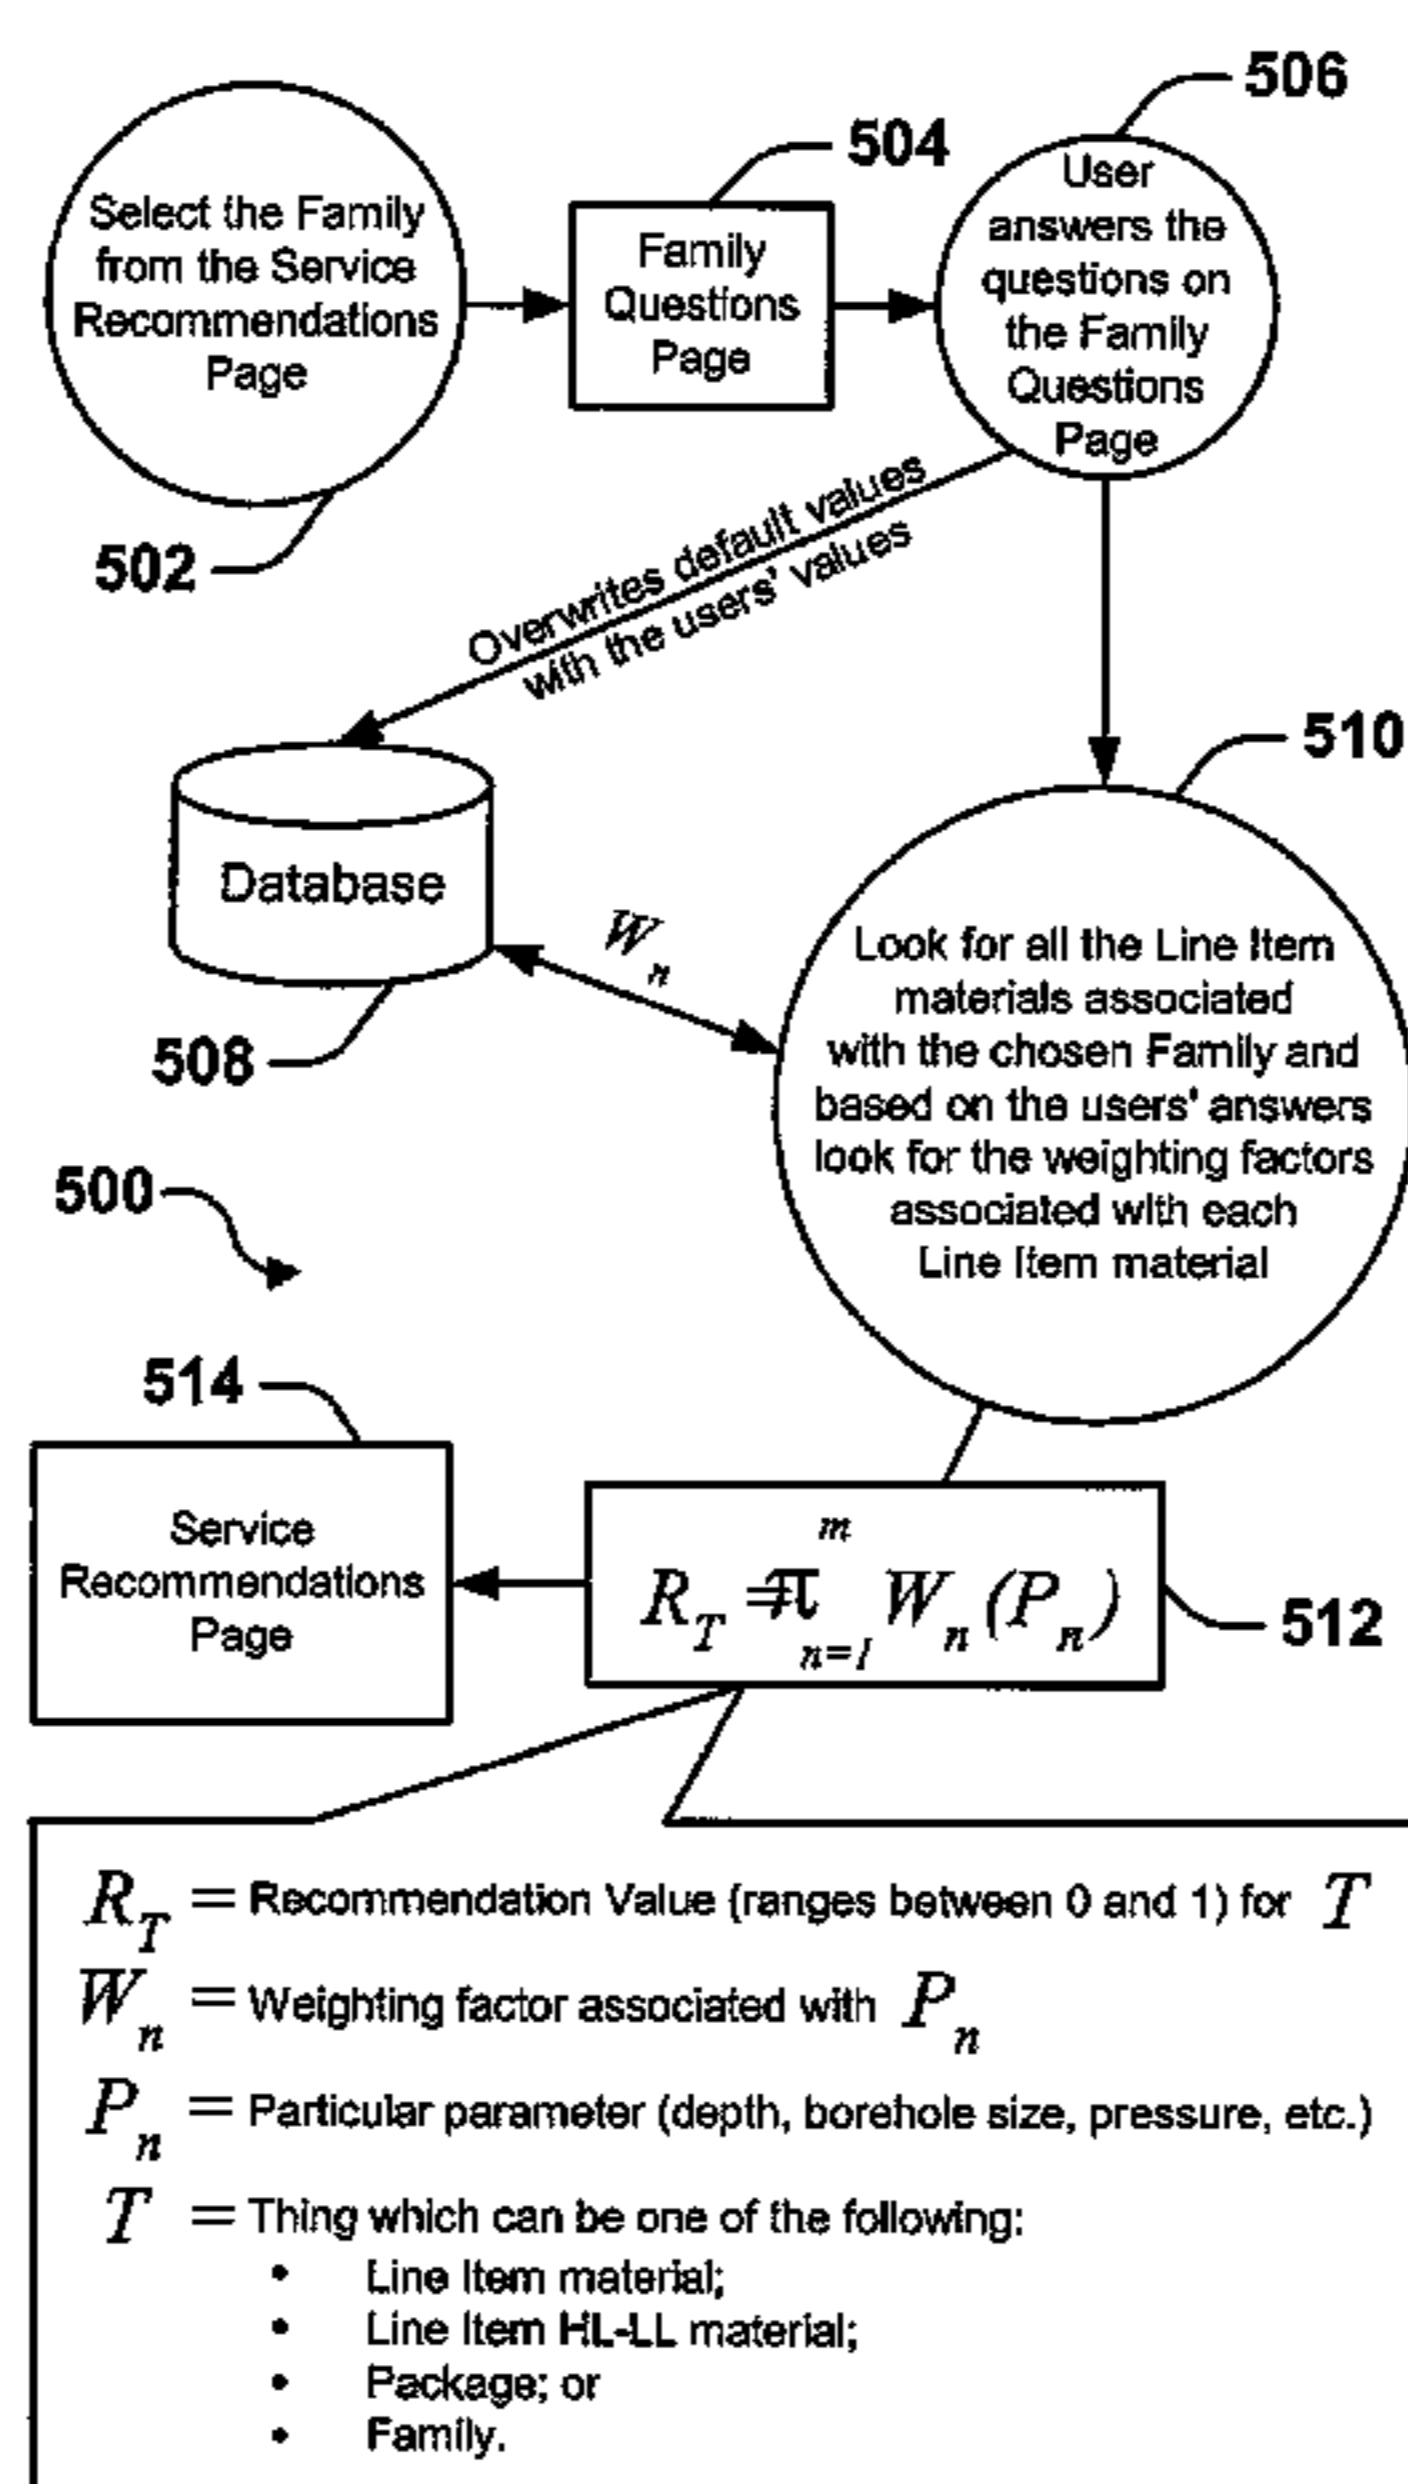 506
504
User
answers the
questions on
the Family
Questions
Page
Select the Family
from the Service
Recommendations
Page
Family
Questions
Page
502
Overwrites default values
with the users' values
510
Database
W n
Look for all the Line Item
materials associated
with the chosen Family and
based on the users' answers
look for the weighting factors
associated with each
Line Item material
508
500
514
Service
Recommendations
Page
m
R T = π W n (P n)
n=1
512
R T = Recommendation Value (ranges between 0 and 1) for T
W n = Weighting factor associated with P n
P n = Particular parameter (depth, borehole size, pressure, etc.)
T = Thing which can be one of the following:
• Line Item material;
• Line Item HL-LL material;
• Package; or
• Family.